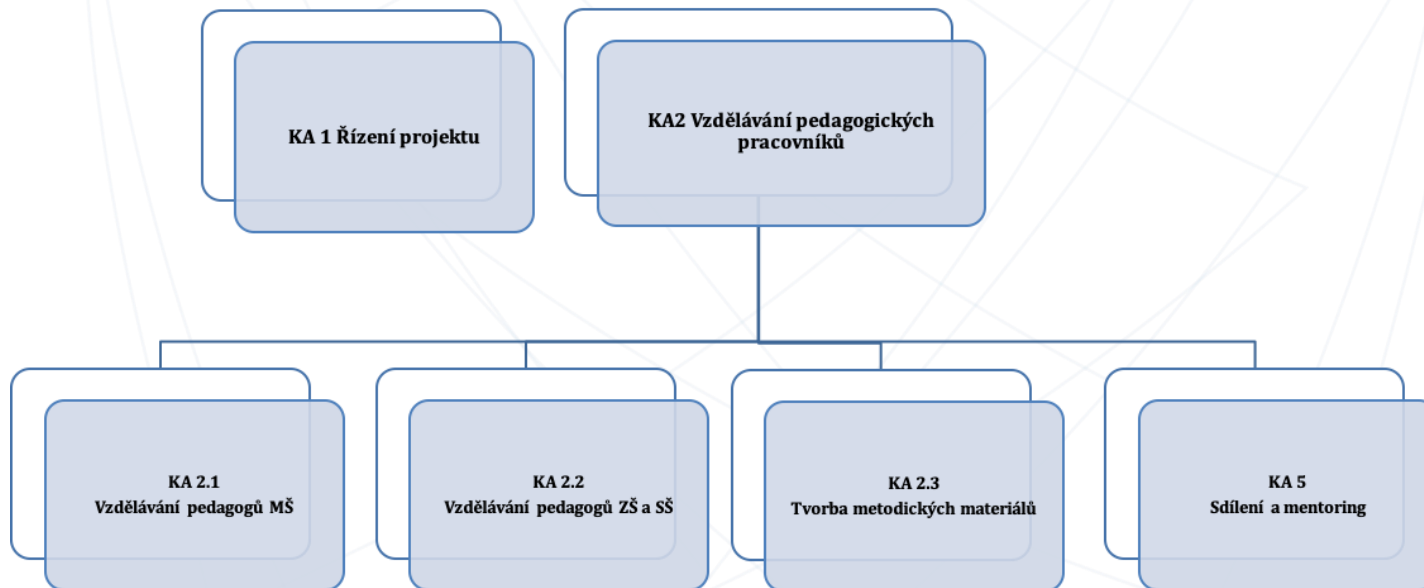 KA 1 Řízení projektu
KA2 Vzdělávání pedagogických
pracovníků
KA 2.1
Vzdělávání pedagogů MŠ
KA 2.2
Vzdělávání pedagogů ZŠ a SŠ
KA 2.3
Tvorba metodických materiálů
KA 5
Sdílení a mentoring